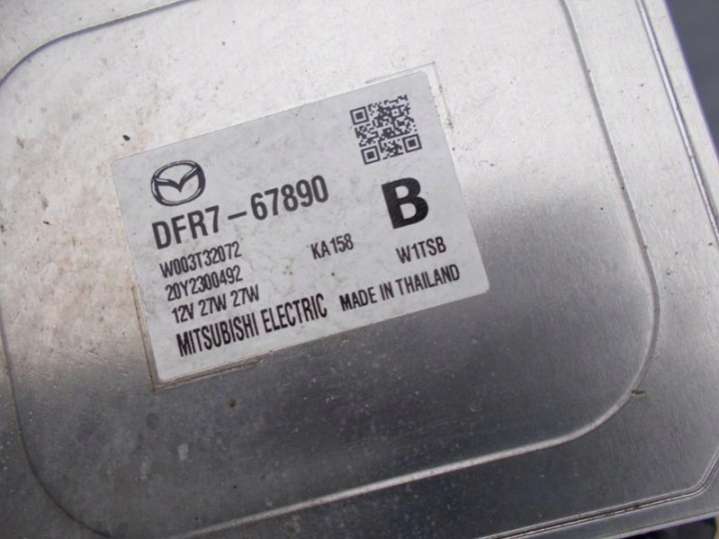 DFR7-67890
B
W003T32072 KA158 W1TSB
20Y2300492
12V 27W 27W
MITSUBISHI ELECTRIC MADE IN THAILAND